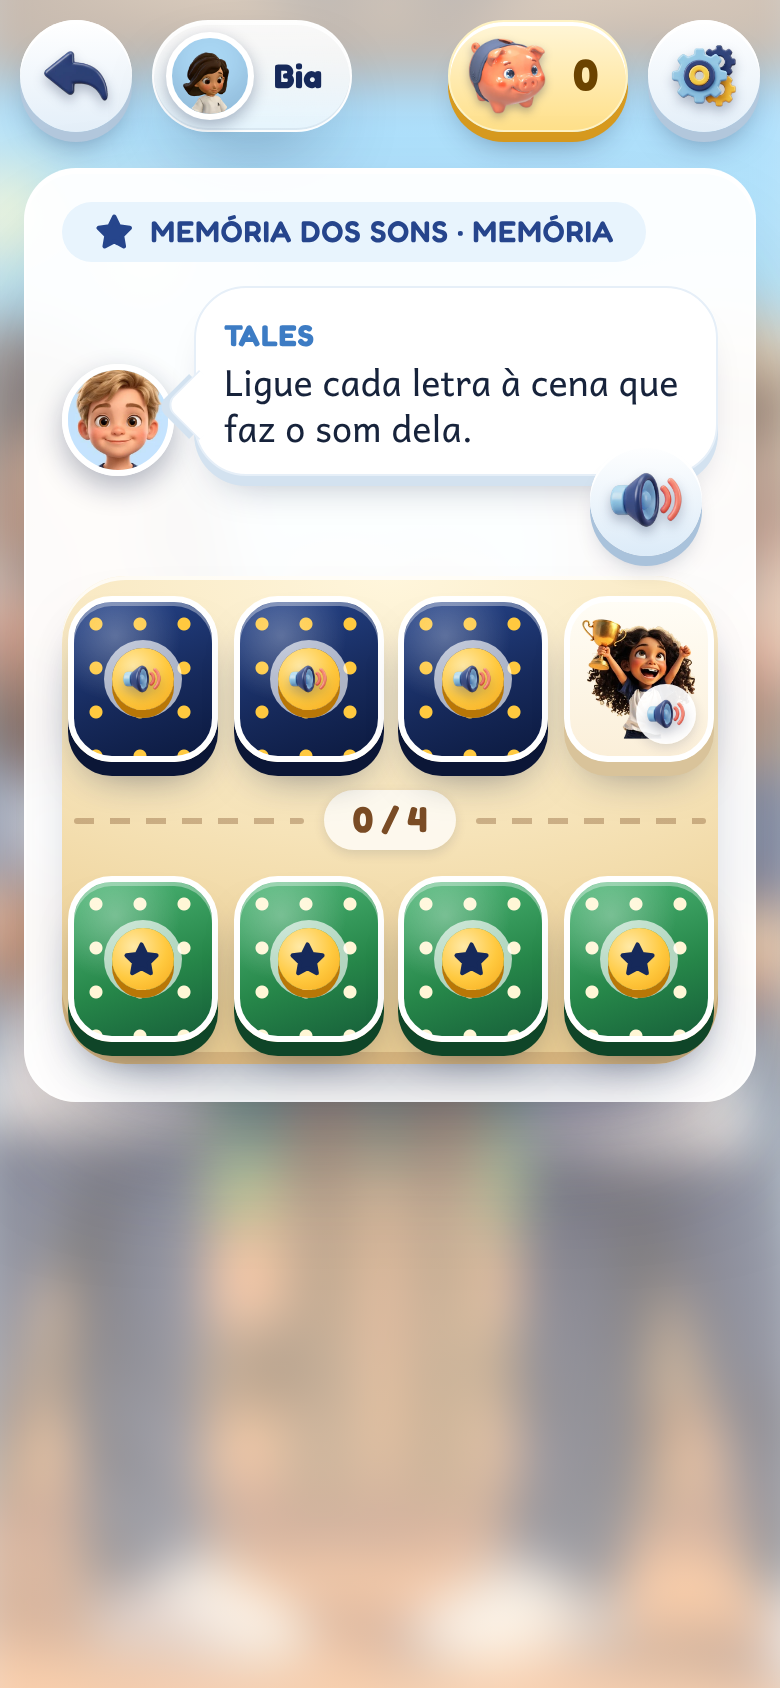 Bia
0
MEMÓRIA DOS SONS · MEMÓRIA
TALES
Ligue cada letra à cena que
faz o som dela.
0 / 4